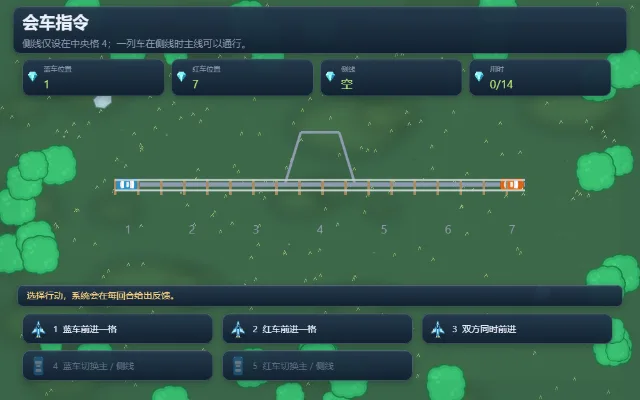 会车指令
侧线仅设在中央格 4；一列车在侧线时主线可以通行。
蓝车位置
1
红车位置
7
侧线
空
用时
0/14
1 2 3 4 5 6 7
选择行动，系统会在每回合给出反馈。
1 蓝车前进一格
2 红车前进一格
3 双方同时前进
4 蓝车切换主 / 侧线
5 红车切换主 / 侧线